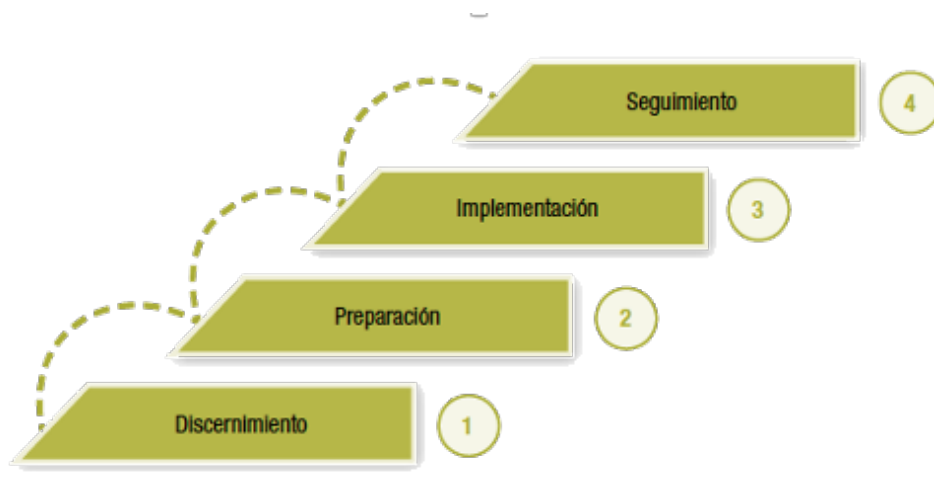 Seguimiento 4
Implementación 3
Preparación 2
Discernimiento 1